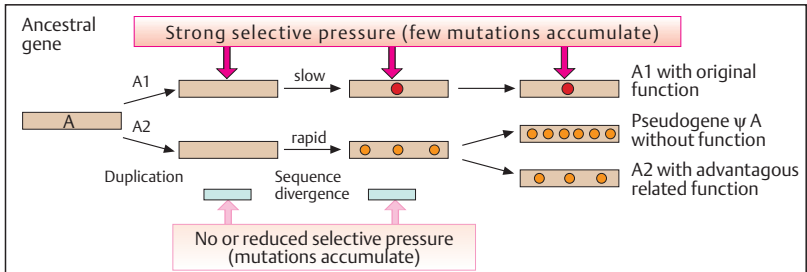 Ancestral
gene
Strong selective pressure (few mutations accumulate)
A1
slow
A1 with original
function
A
A2
rapid
Pseudogene ψ A
without function
Duplication
Sequence
divergence
A2 with advantagous
related function
No or reduced selective pressure
(mutations accumulate)